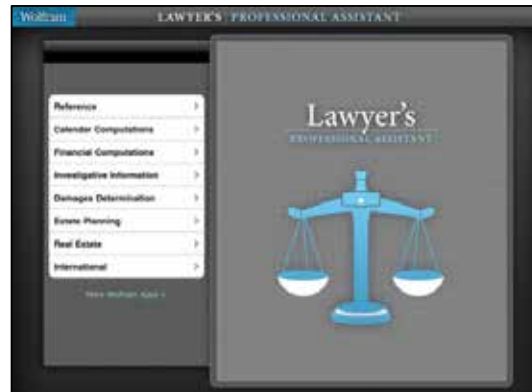 Wolfram LAWYER'S PROFESSIONAL ASSISTANT
Reference
Calendar Computations
Financial Computations
Investigative Information
Damages Determination
Estate Planning
Real Estate
International
More Wolfram Apps »
Lawyer's
PROFESSIONAL ASSISTANT